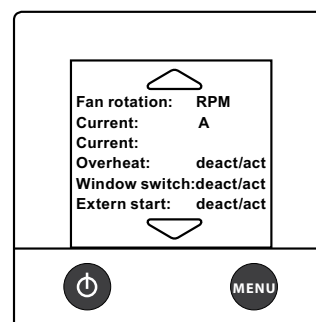 Fan rotation: RPM
Current: A
Current:
Overheat: deact/act
Window switch:deact/act
Extern start: deact/act
MENU